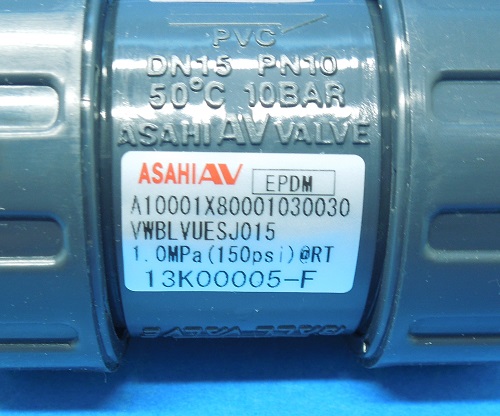 PVC
DN15 PN10
50°C 10BAR
ASAHI AV VALVE
ASAHI AV
EPDM
A10001X80001030030
VWBLVUESJ015
1.0MPa(150psi)@RT
13K00005-F